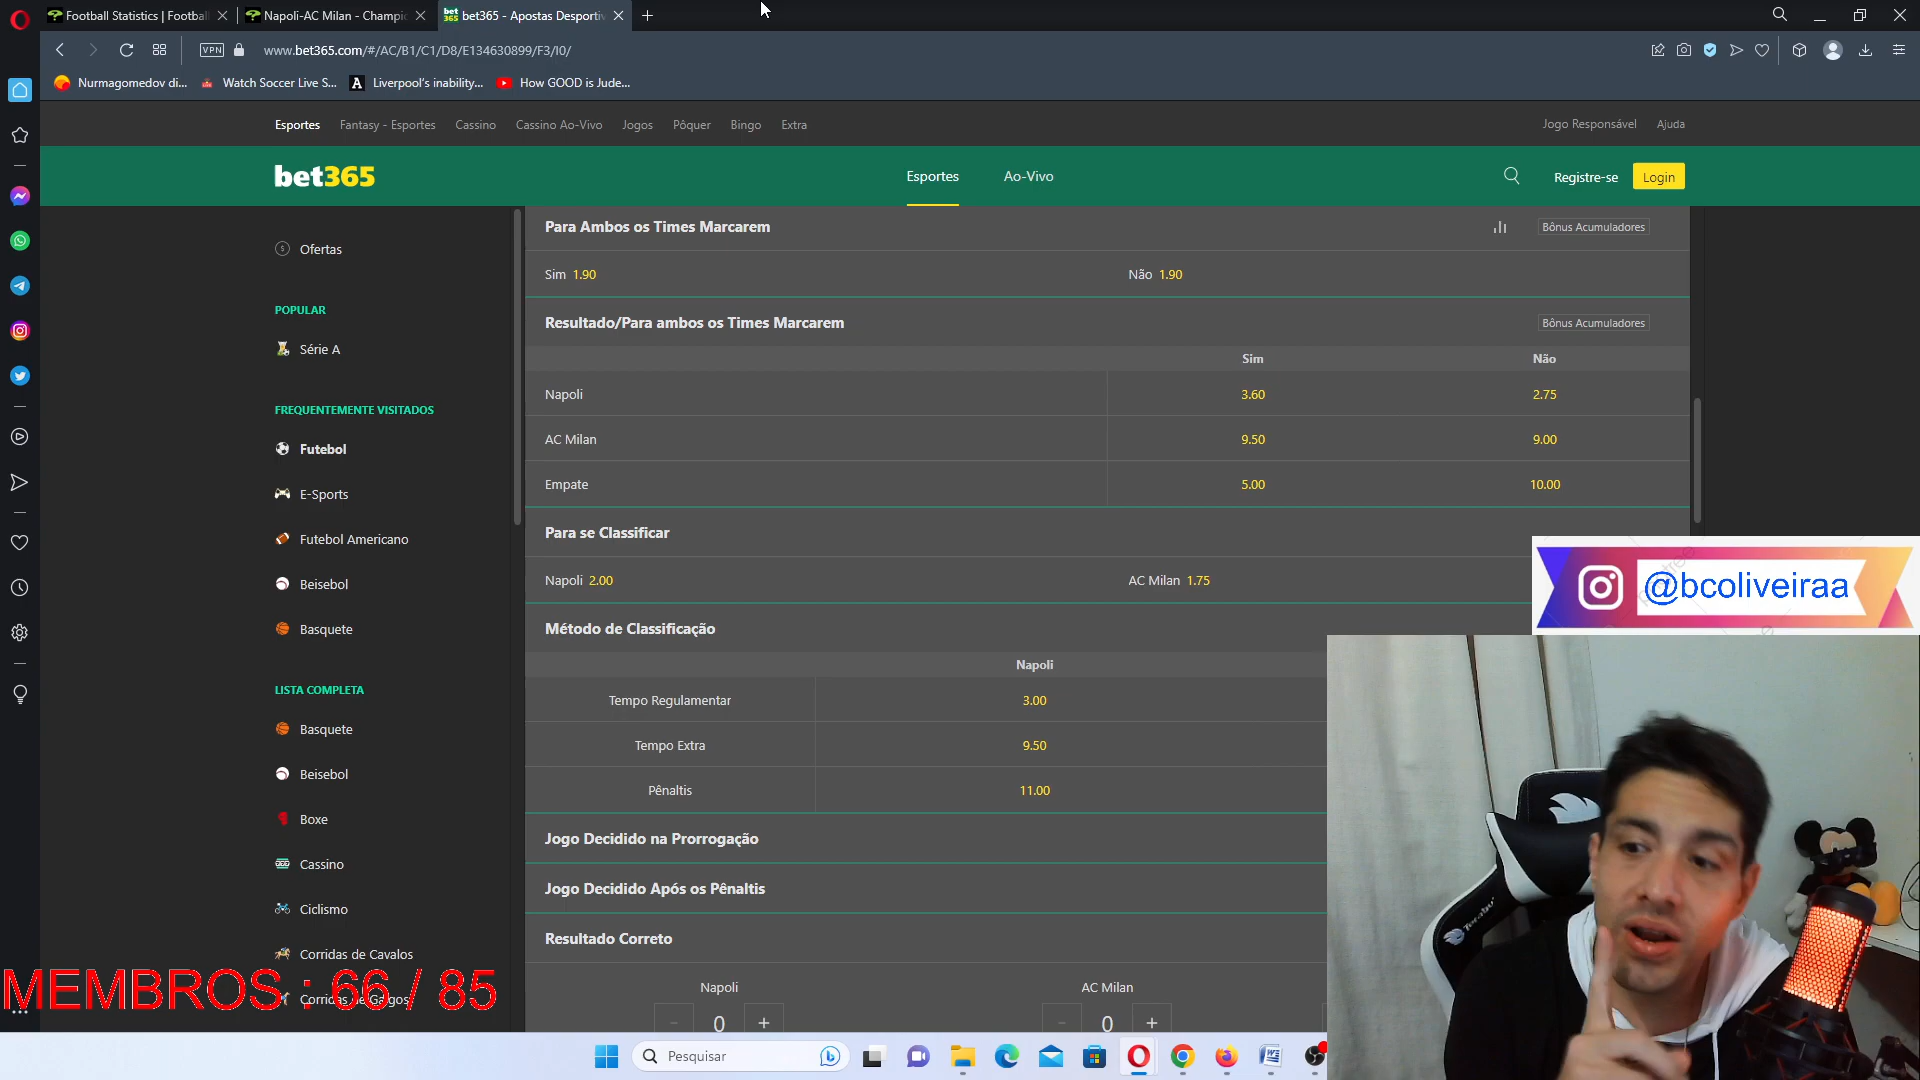 Football Statistics | Football
Napoli-AC Milan - Champic
bet365 - Apostas Desportiv
VPN
www.bet365.com/#/AC/B1/C1/D8/E134630899/F3/I0/
Nurmagomedov di...
Watch Soccer Live S...
A
Liverpool's inability...
How GOOD is Jude...
Esportes
Fantasy - Esportes
Cassino
Cassino Ao-Vivo
Jogos
Pôquer
Bingo
Extra
Jogo Responsável
Ajuda
bet365
Esportes
Ao-Vivo
Registre-se
Login
Ofertas
POPULAR
Série A
FREQUENTEMENTE VISITADOS
Futebol
E-Sports
Futebol Americano
Beisebol
Basquete
LISTA COMPLETA
Basquete
Beisebol
Boxe
Cassino
Ciclismo
Corridas de Cavalos
Corridas de Galgos
Para Ambos os Times Marcarem
Bônus Acumuladores
Sim 1.90
Não 1.90
Resultado/Para ambos os Times Marcarem
Bônus Acumuladores
Sim Não
Napoli 3.60 2.75
AC Milan 9.50 9.00
Empate 5.00 10.00
Para se Classificar
Napoli 2.00
AC Milan 1.75
Método de Classificação
Napoli
Tempo Regulamentar 3.00
Tempo Extra 9.50
Pênaltis 11.00
Jogo Decidido na Prorrogação
Jogo Decidido Após os Pênaltis
Resultado Correto
Napoli
AC Milan
- 0 +
- 0 +
@bcoliveiraa
MEMBROS : 66 / 85
Pesquisar